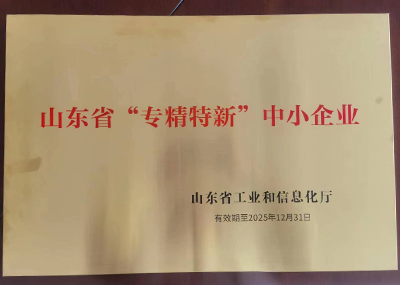 山东省“专精特新”中小企业
山东省工业和信息化厅
有效期至2025年12月31日